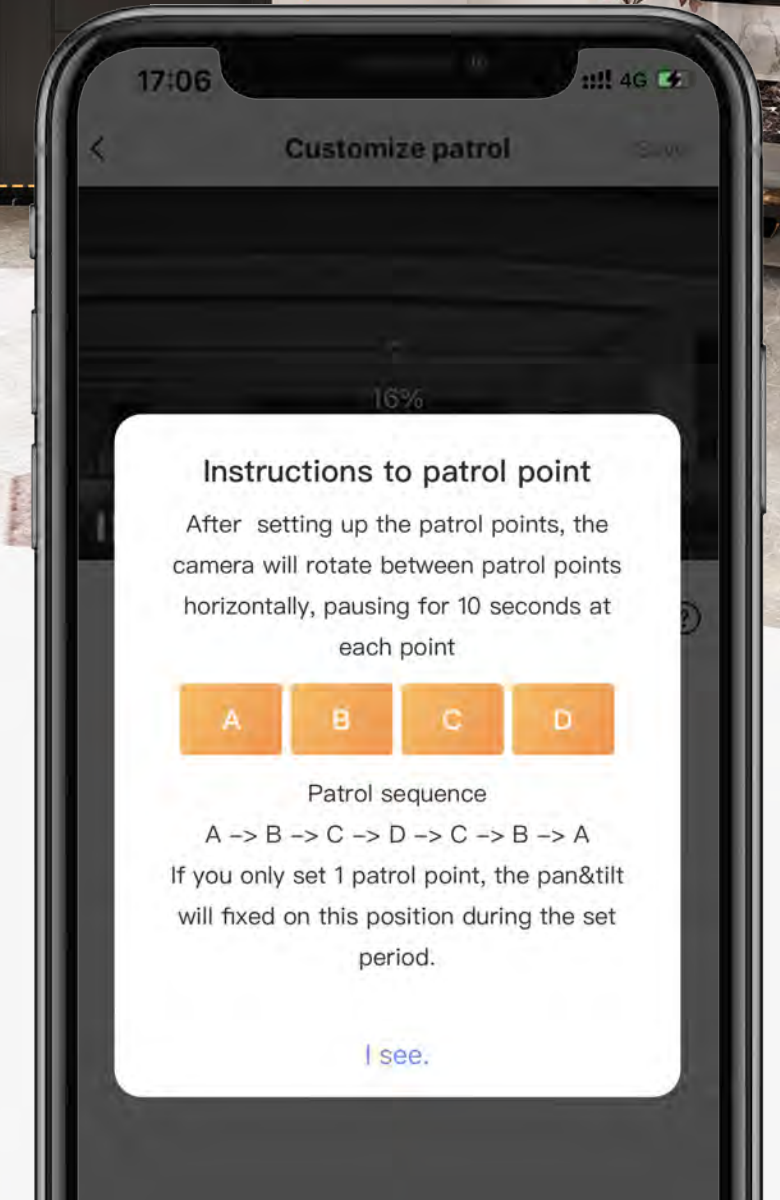 17:06
4G
Customize patrol
Save
16%
Instructions to patrol point
After  setting up the patrol points, the
camera will rotate between patrol points
horizontally, pausing for 10 seconds at
each point
A B C D
Patrol sequence
A –> B –> C –> D –> C –> B –> A
If you only set 1 patrol point, the pan&tilt
will fixed on this position during the set
period.
I see.